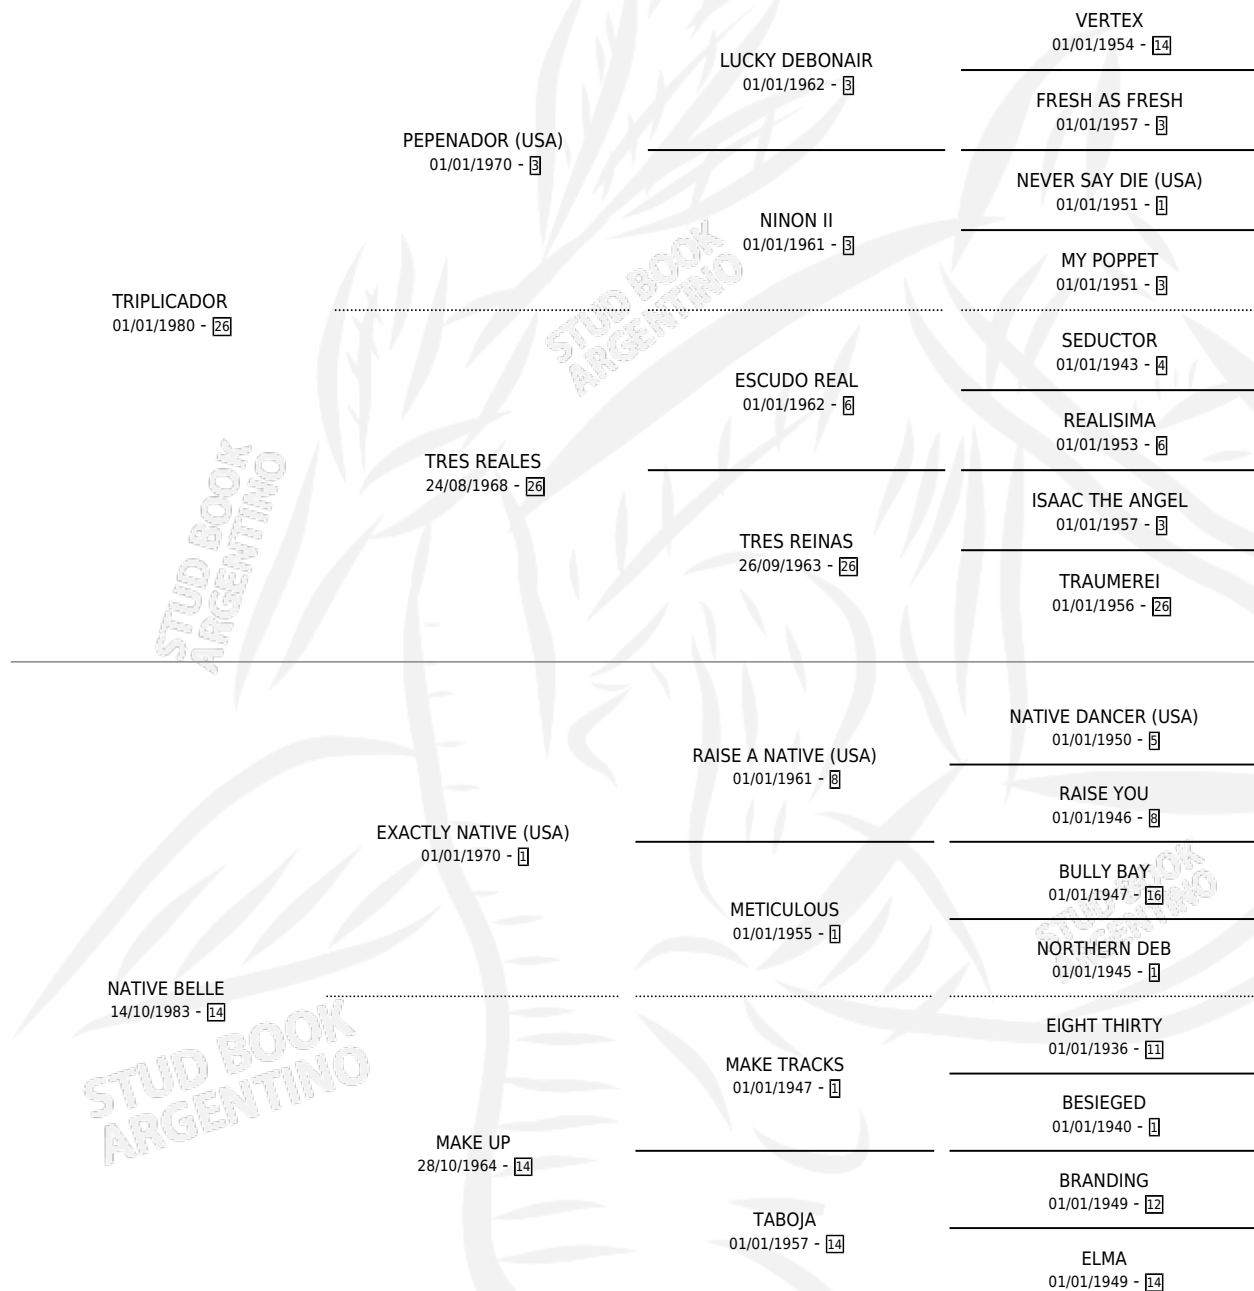 VERTEX
01/01/1954 - 14
LUCKY DEBONAIR
01/01/1962 - 3
FRESH AS FRESH
01/01/1957 - 3
PEPENADOR (USA)
01/01/1970 - 3
NEVER SAY DIE (USA)
01/01/1951 - 1
NINON II
01/01/1961 - 3
MY POPPET
01/01/1951 - 3
TRIPLICADOR
01/01/1980 - 26
SEDUCTOR
01/01/1943 - 4
ESCUDO REAL
01/01/1962 - 6
REALISIMA
01/01/1953 - 6
TRES REALES
24/08/1968 - 26
ISAAC THE ANGEL
01/01/1957 - 3
TRES REINAS
26/09/1963 - 26
TRAUMEREI
01/01/1956 - 26
STUD BOOK
ARGENTINO
STUD BOOK
ARGENTINO
NATIVE DANCER (USA)
01/01/1950 - 5
RAISE A NATIVE (USA)
01/01/1961 - 8
RAISE YOU
01/01/1946 - 8
EXACTLY NATIVE (USA)
01/01/1970 - 1
BULLY BAY
01/01/1947 - 16
METICULOUS
01/01/1955 - 1
NORTHERN DEB
01/01/1945 - 1
NATIVE BELLE
14/10/1983 - 14
EIGHT THIRTY
01/01/1936 - 11
MAKE TRACKS
01/01/1947 - 1
BESIEGED
01/01/1940 - 1
MAKE UP
28/10/1964 - 14
BRANDING
01/01/1949 - 12
TABOJA
01/01/1957 - 14
ELMA
01/01/1949 - 14
STUD BOOK
ARGENTINO
STUD BOOK
ARGENTINO